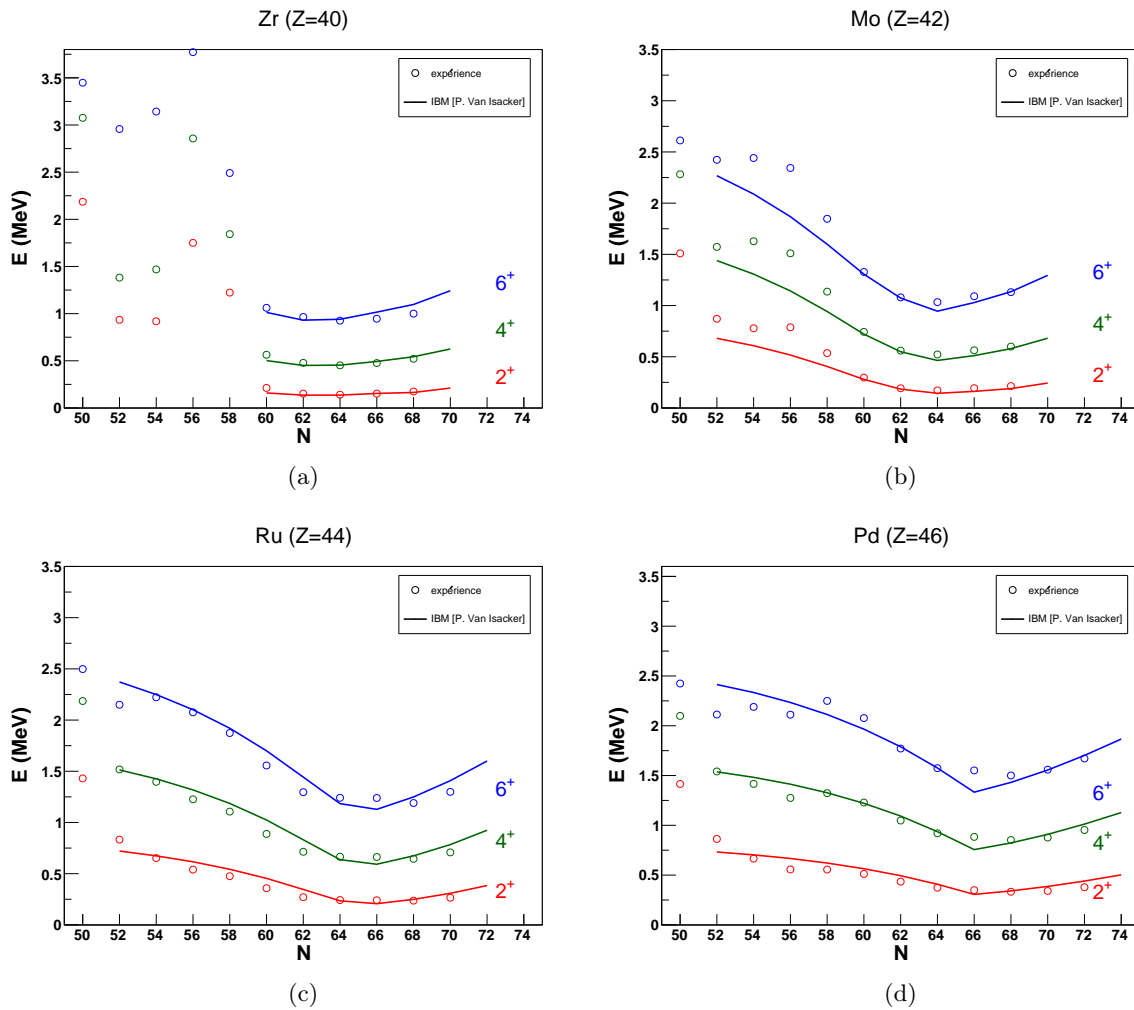 Zr (Z=40)
E (MeV)
3.5
3
2.5
2
1.5
1
0.5
0
expérience
IBM [P. Van Isacker]
6+
4+
2+
50 52 54 56 58 60 62 64 66 68 70 72 74
N
(a)
Mo (Z=42)
E (MeV)
3.5
3
2.5
2
1.5
1
0.5
0
expérience
IBM [P. Van Isacker]
6+
4+
2+
50 52 54 56 58 60 62 64 66 68 70 72 74
N
(b)
Ru (Z=44)
E (MeV)
3.5
3
2.5
2
1.5
1
0.5
0
expérience
IBM [P. Van Isacker]
6+
4+
2+
50 52 54 56 58 60 62 64 66 68 70 72 74
N
(c)
Pd (Z=46)
E (MeV)
3.5
3
2.5
2
1.5
1
0.5
0
expérience
IBM [P. Van Isacker]
6+
4+
2+
50 52 54 56 58 60 62 64 66 68 70 72 74
N
(d)